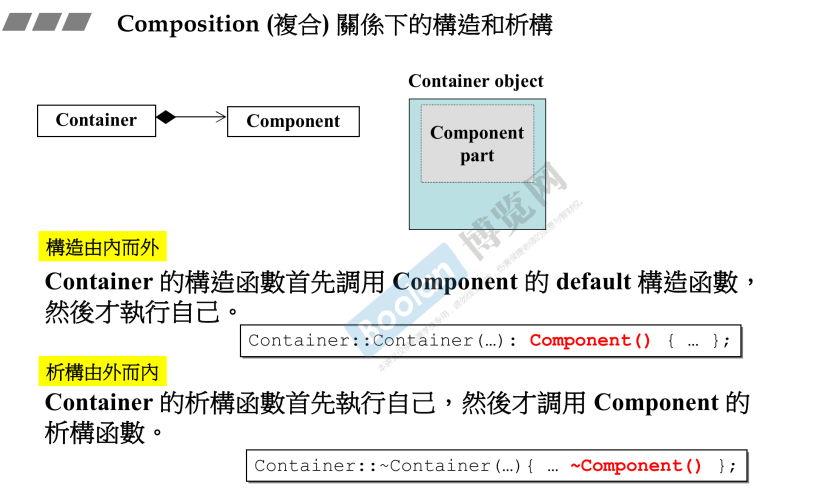 Composition (複合) 關係下的構造和析構
Container object
Container
Component
Component
part
博览网
Boolan
構造由內而外
Container 的構造函數首先調用 Component 的 default 構造函數，
然後才執行自己。
Container::Container(…): Component() { … };
析構由外而內
Container 的析構函數首先執行自己，然後才調用 Component 的
析構函數。
Container::~Container(…){ … ~Component() };